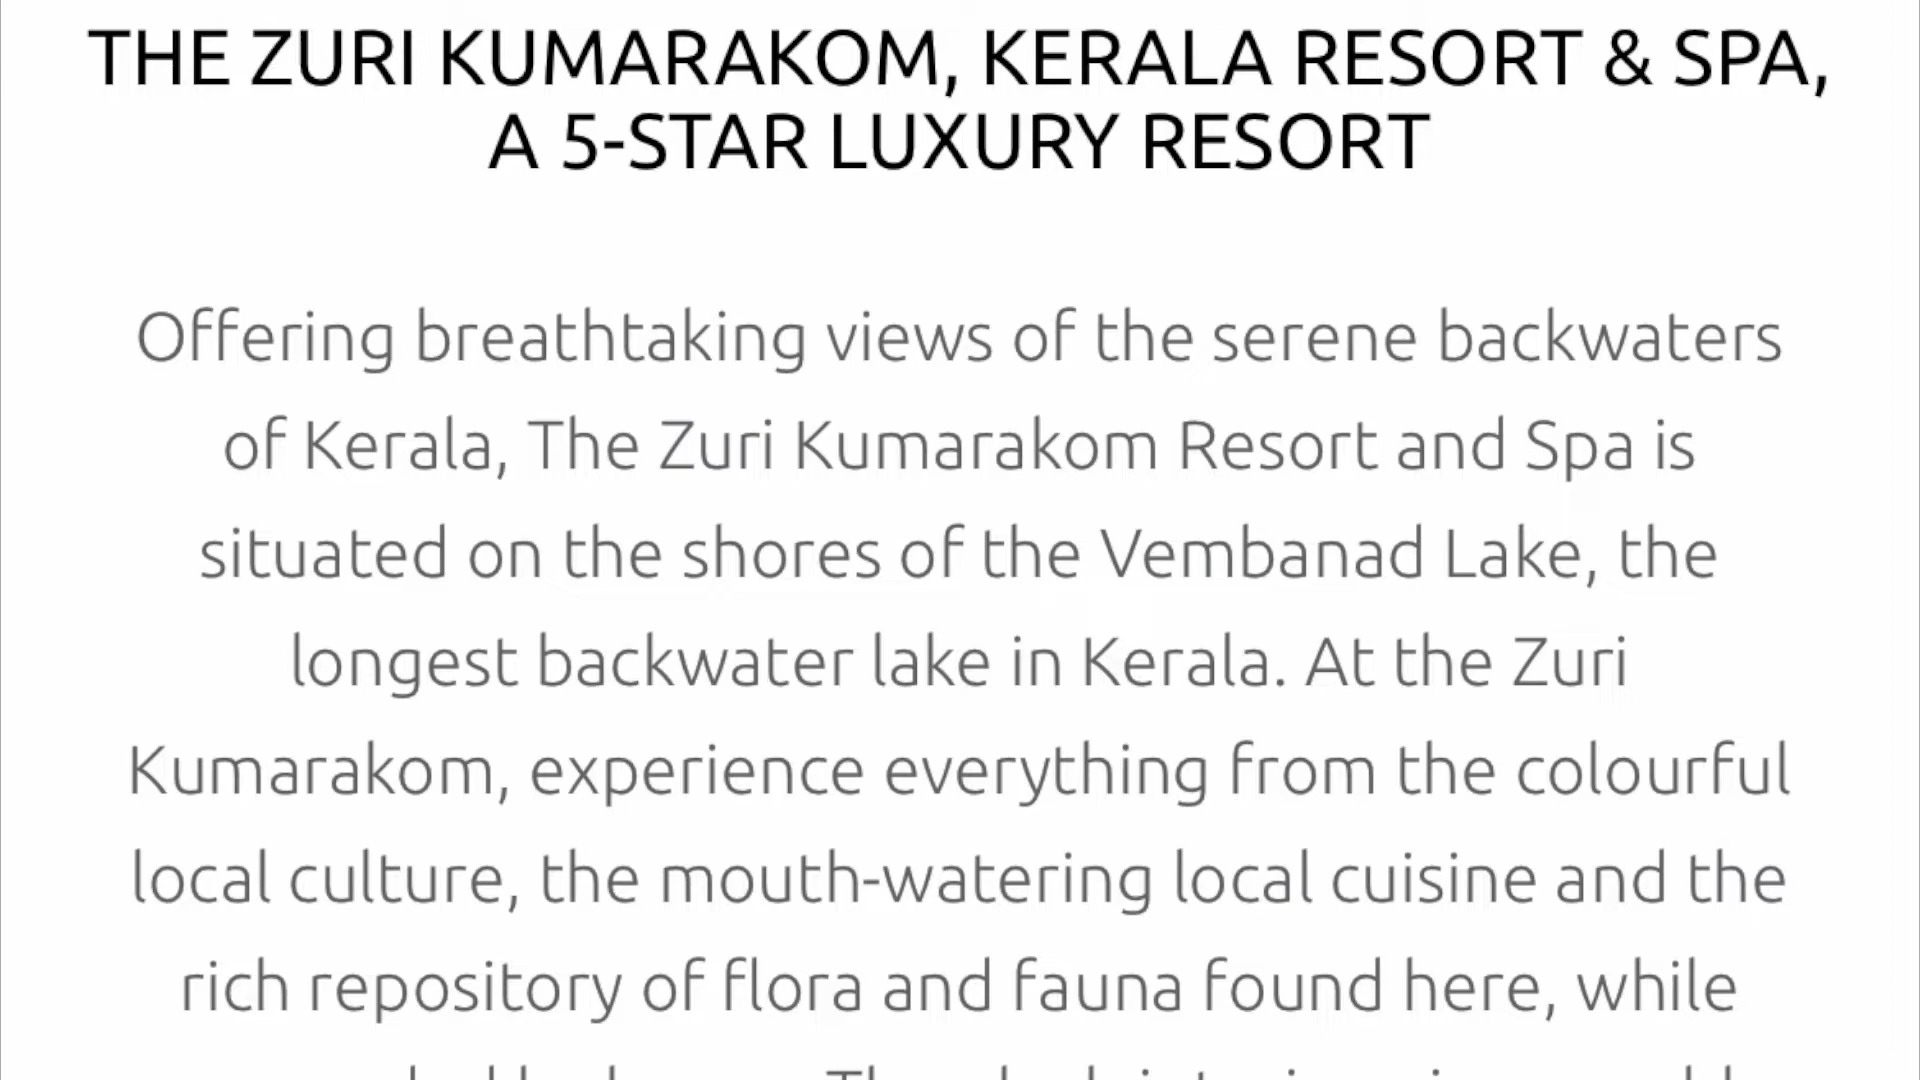 THE ZURI KUMARAKOM, KERALA RESORT & SPA,
A 5-STAR LUXURY RESORT
Offering breathtaking views of the serene backwaters
of Kerala, The Zuri Kumarakom Resort and Spa is
situated on the shores of the Vembanad Lake, the
longest backwater lake in Kerala. At the Zuri
Kumarakom, experience everything from the colourful
local culture, the mouth-watering local cuisine and the
rich repository of flora and fauna found here, while